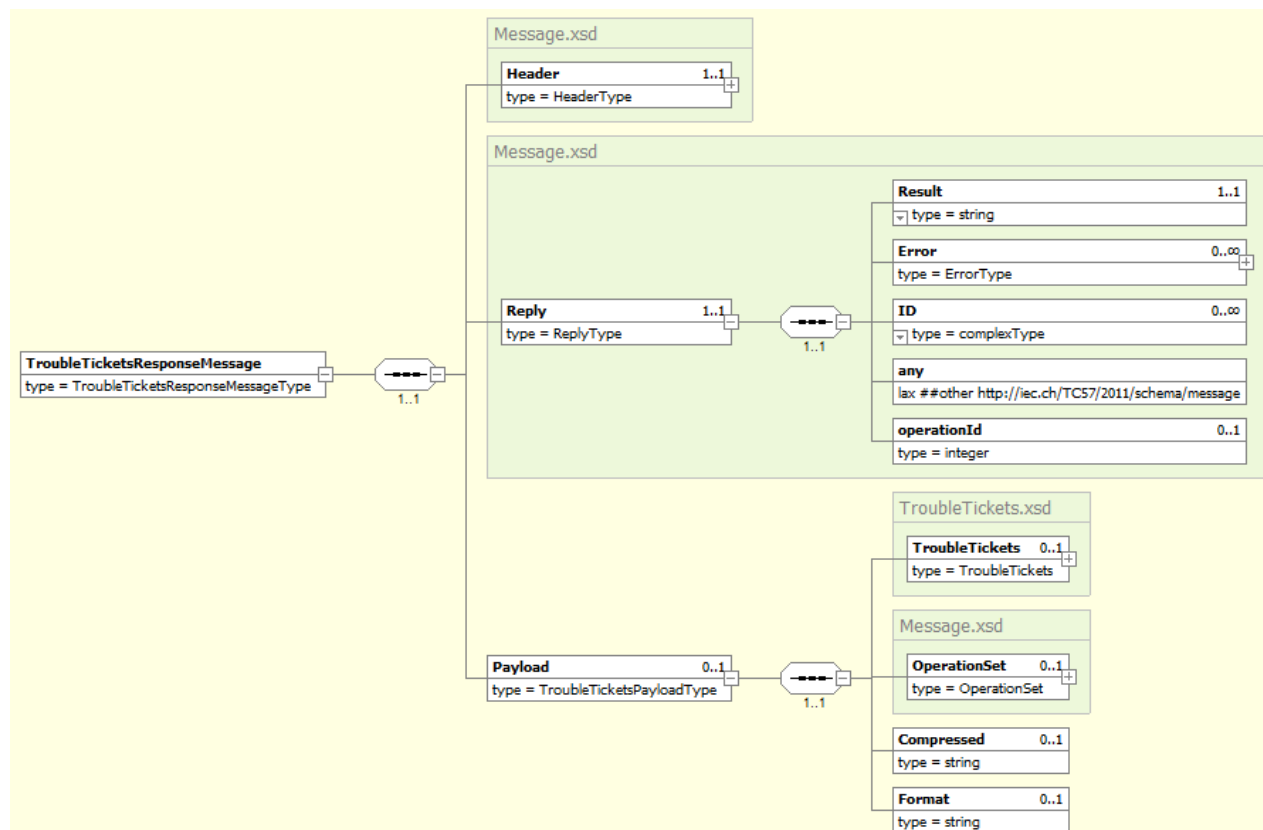 Message.xsd
Header 1..1
type = HeaderType
Message.xsd
Result 1..1
type = string
Error 0..∞
type = ErrorType
Reply 1..1
type = ReplyType
1..1
ID 0..∞
type = complexType
any
lax ##other http://iec.ch/TC57/2011/schema/message
operationId 0..1
type = integer
TroubleTicketsResponseMessage
type = TroubleTicketsResponseMessageType
1..1
TroubleTickets.xsd
TroubleTickets 0..1
type = TroubleTickets
Message.xsd
OperationSet 0..1
type = OperationSet
Payload 0..1
type = TroubleTicketsPayloadType
1..1
Compressed 0..1
type = string
Format 0..1
type = string